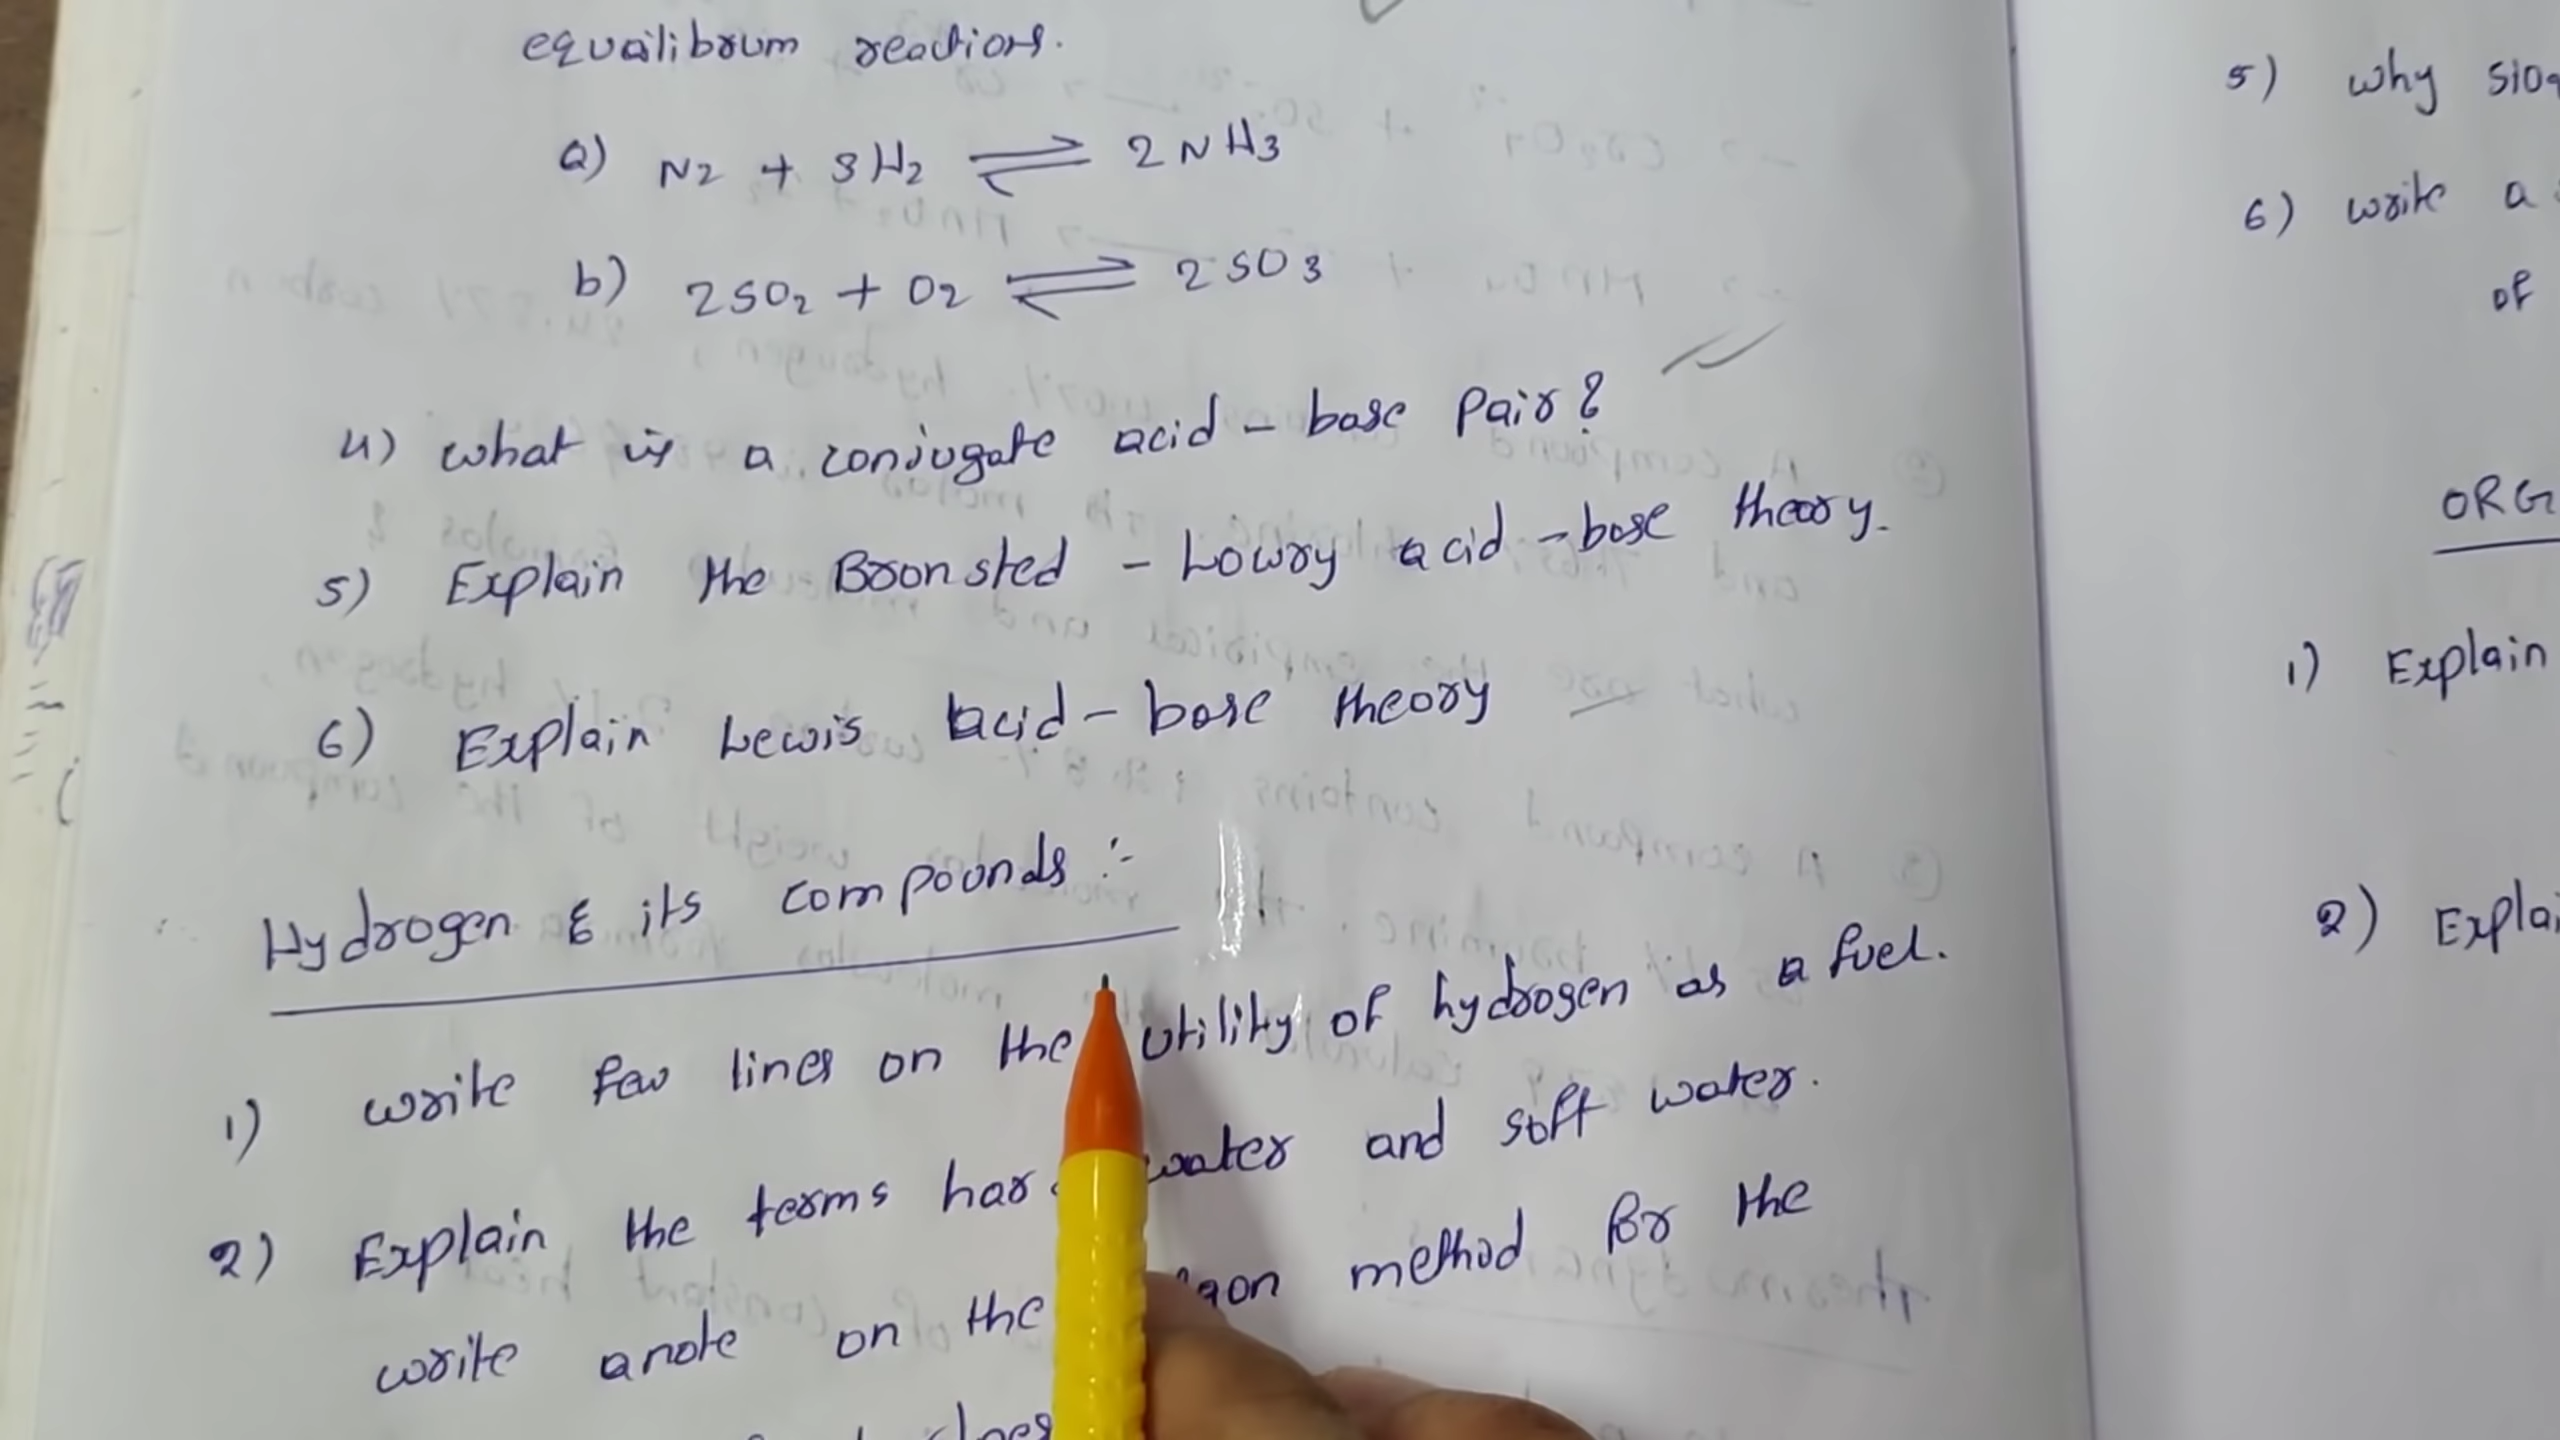 equailibrum reactions.
a) N2 + 3H2 ⇌ 2NH3
b) 2SO2 + O2 ⇌ 2SO3
4) what is a conjugate acid - base pair?
5) Explain the Bronsted - Lowry acid - base theory.
6) Explain Lewis acid - base theory
Hydrogen & its compounds :-
1) write few lines on the utility of hydrogen as a fuel.
2) Explain the terms har water and soft water.
write a note on the method for the
5) why
6) write a
of
ORG
1) Explain
2) Explai